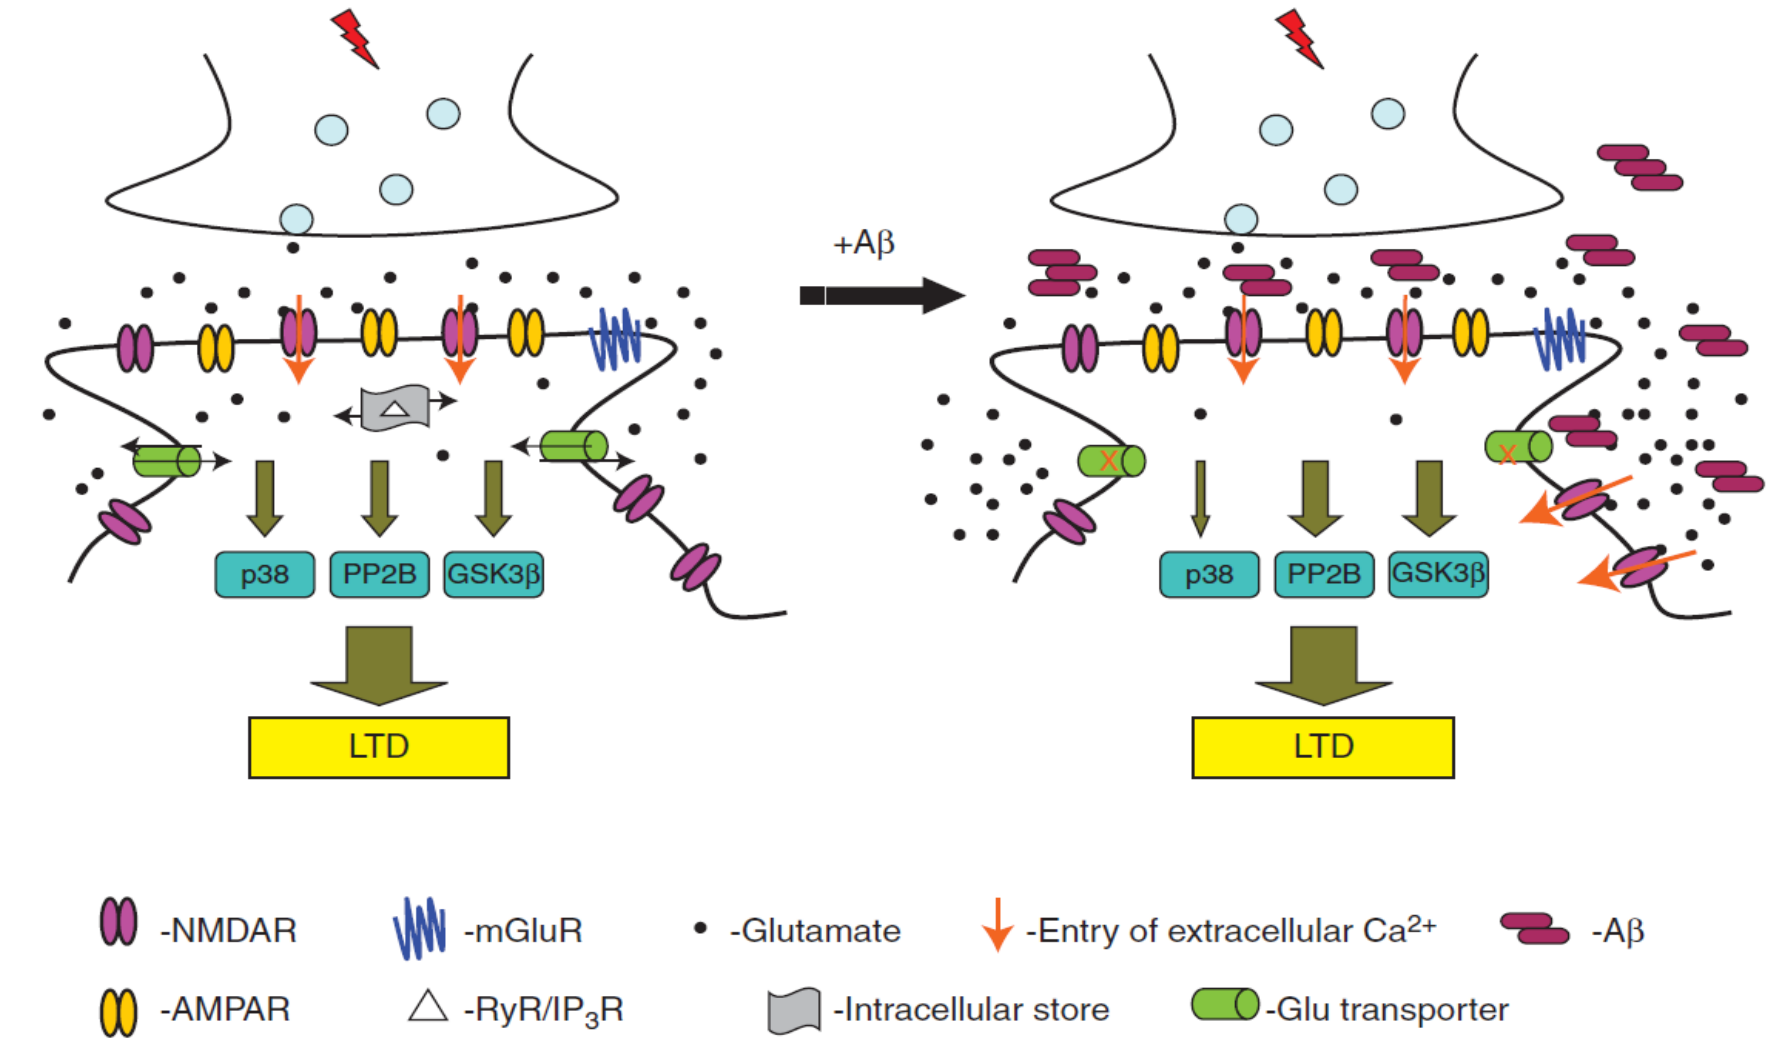 +Aβ
X
X
p38
PP2B
GSK3β
p38
PP2B
GSK3β
LTD
LTD
-NMDAR
-mGluR
-Glutamate
-Entry of extracellular Ca²⁺
-Aβ
-AMPAR
-RyR/IP₃R
-Intracellular store
-Glu transporter